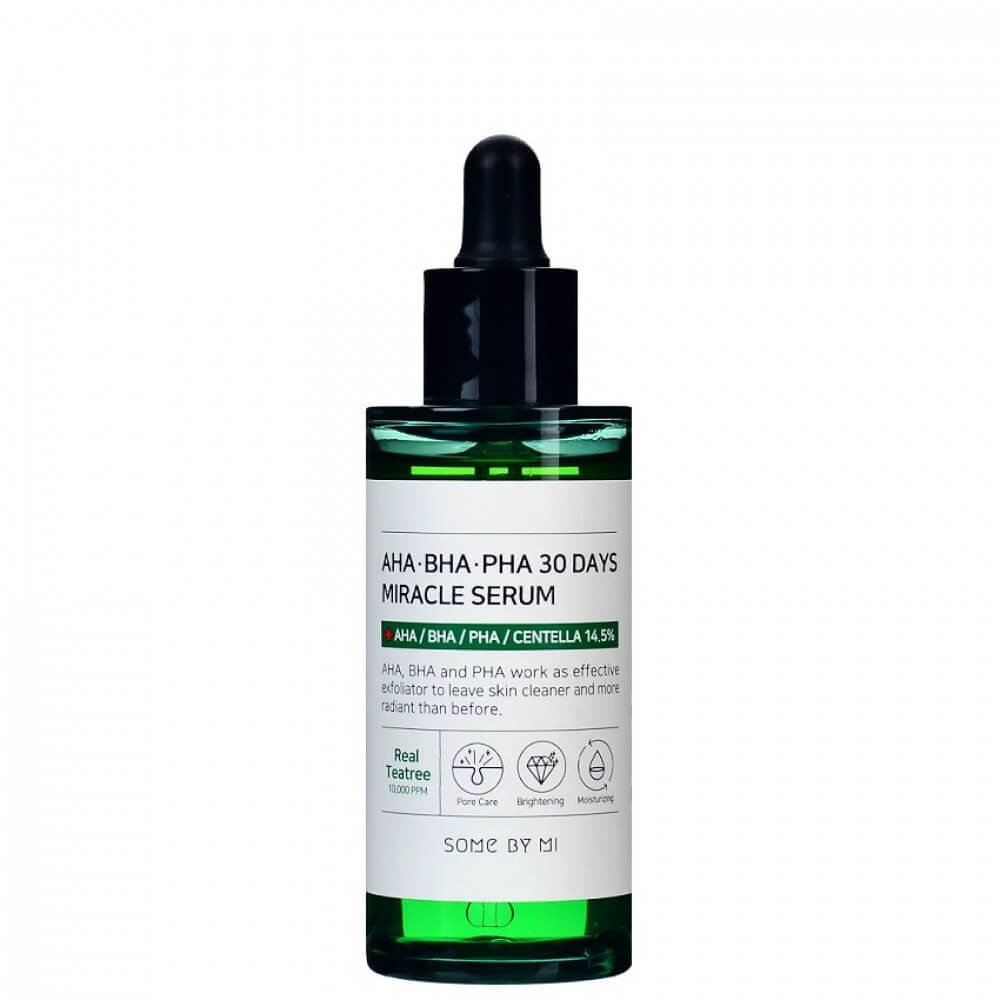 AHA·BHA·PHA 30 DAYS
MIRACLE SERUM
+ AHA / BHA / PHA / CENTELLA 14.5%
AHA, BHA and PHA work as effective
exfoliator to leave skin cleaner and more
radiant than before.
Real
Teatree
10,000 PPM
Pore Care
Brightening
Moisturizing
SOME BY MI